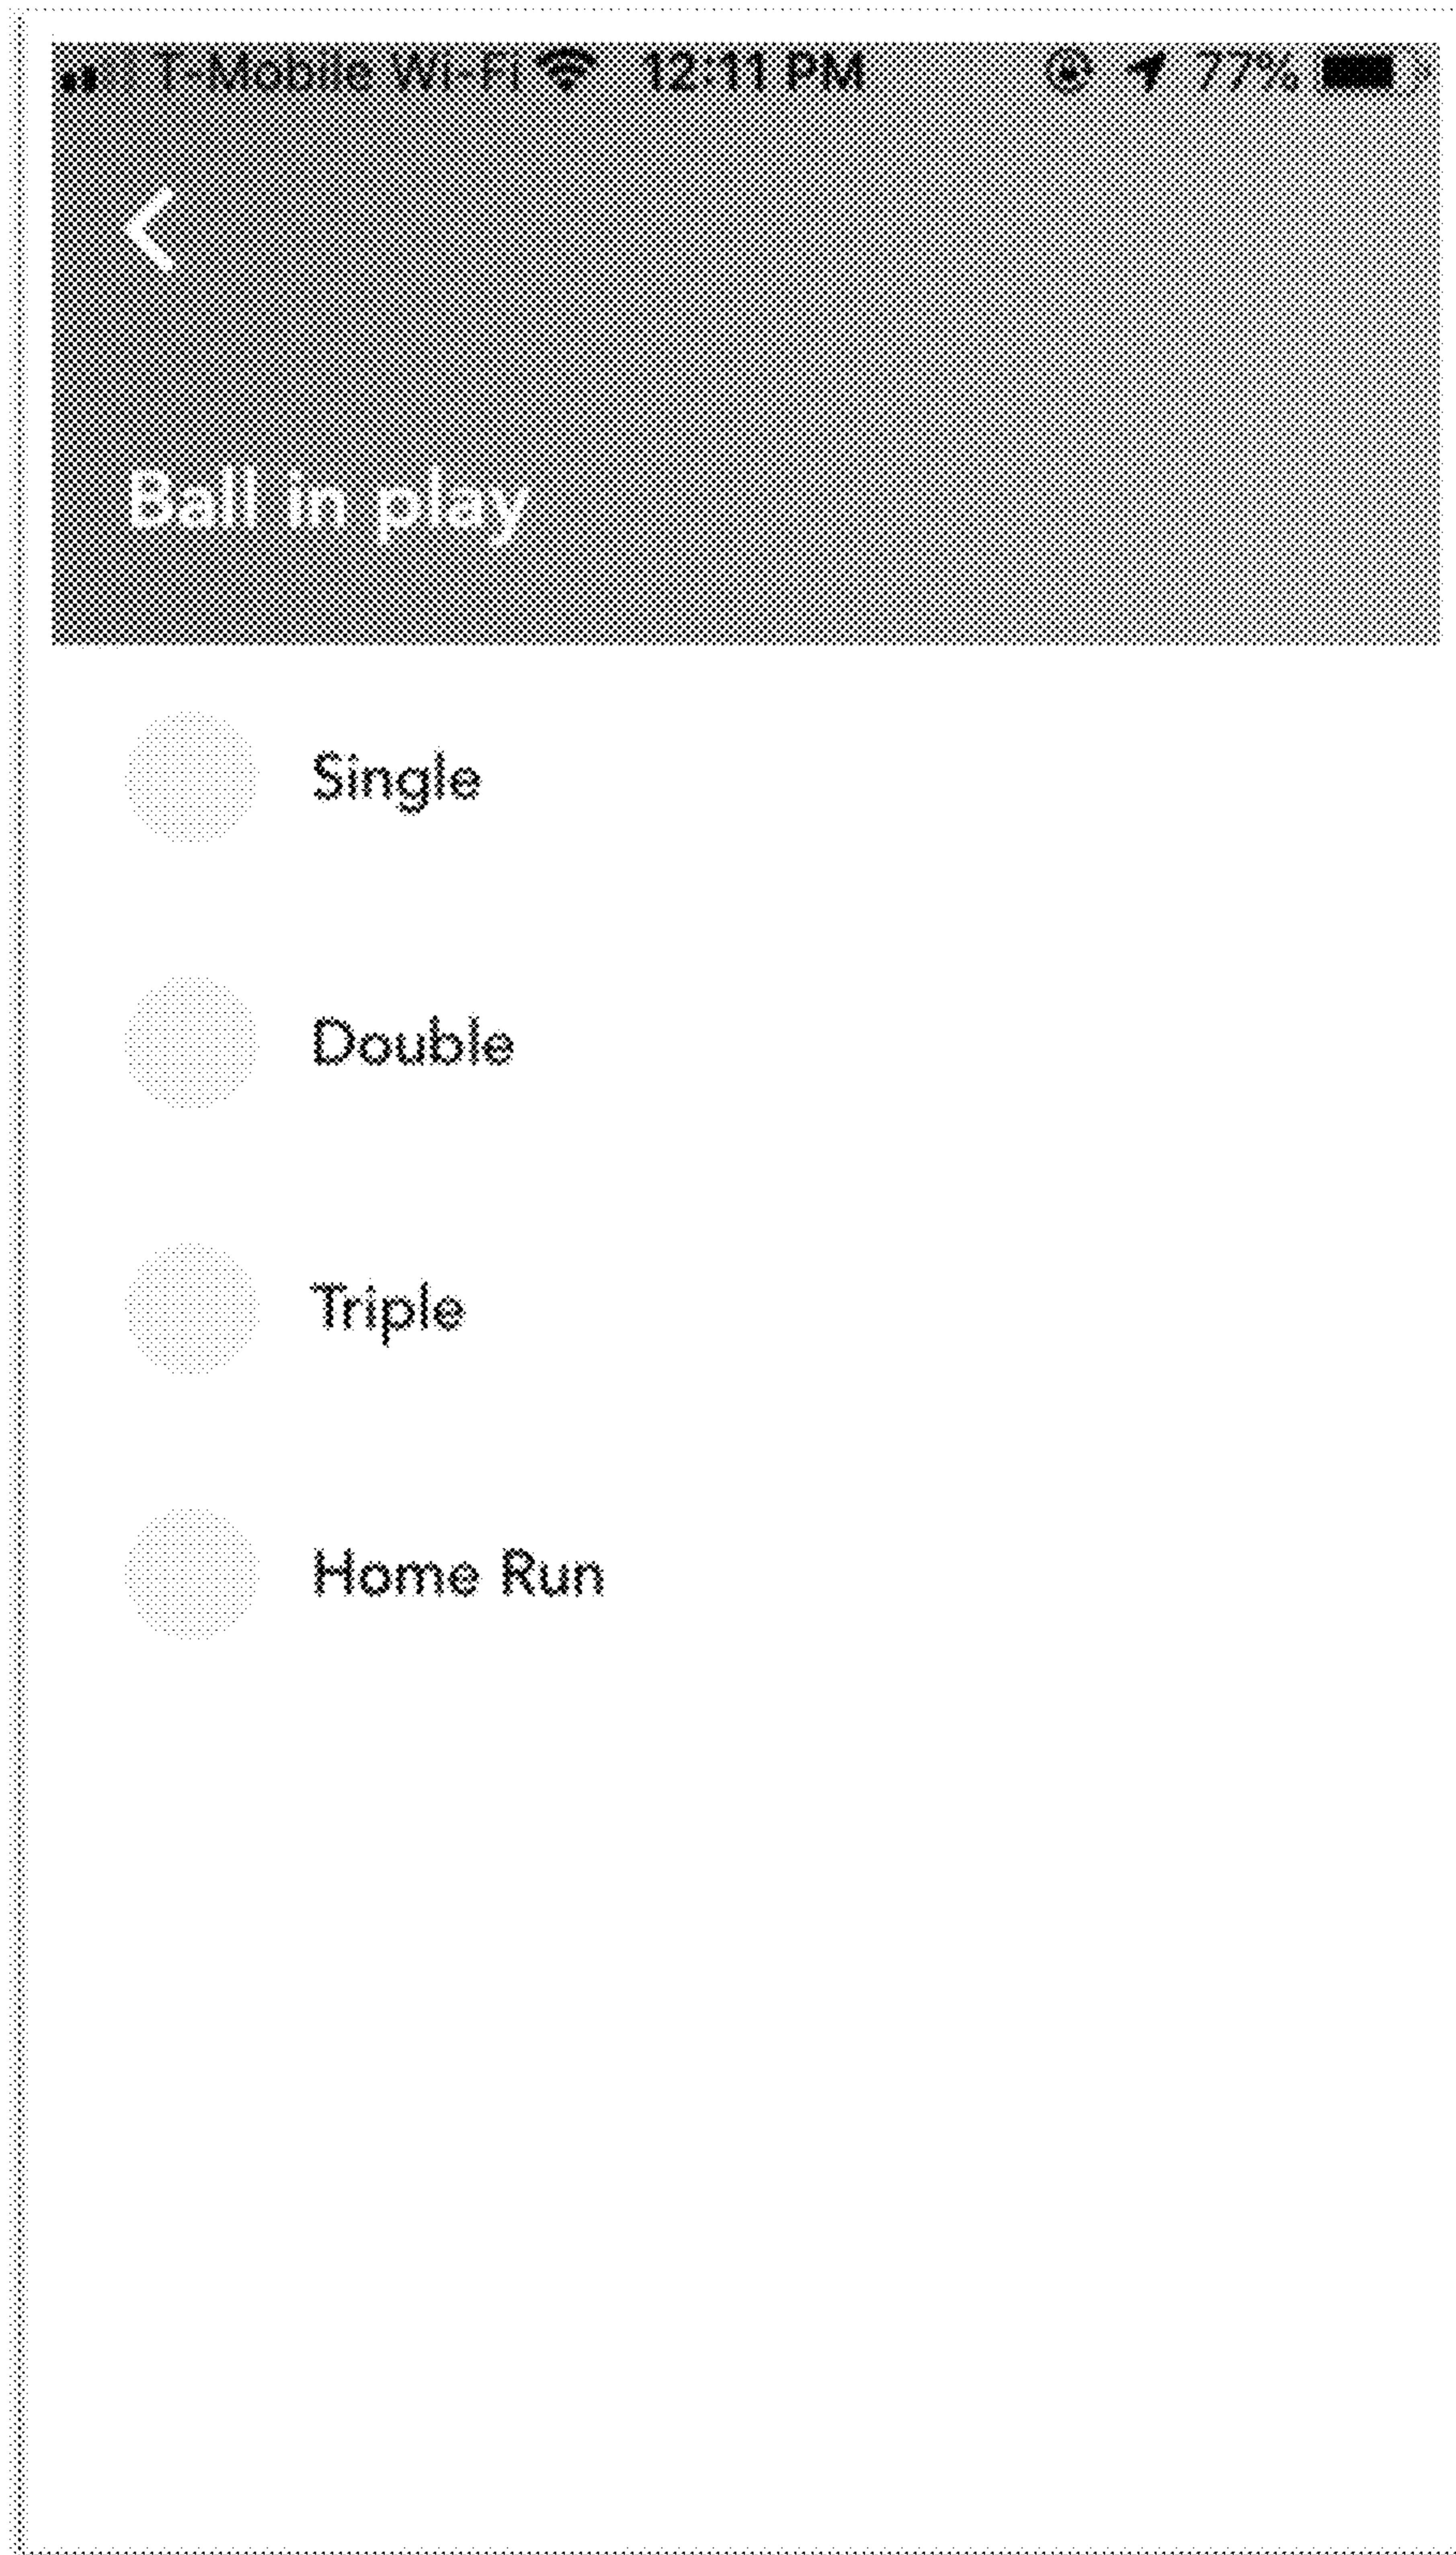 T-Mobile Wi-Fi 12:11 PM 77%
Ball in play
Single
Double
Triple
Home Run